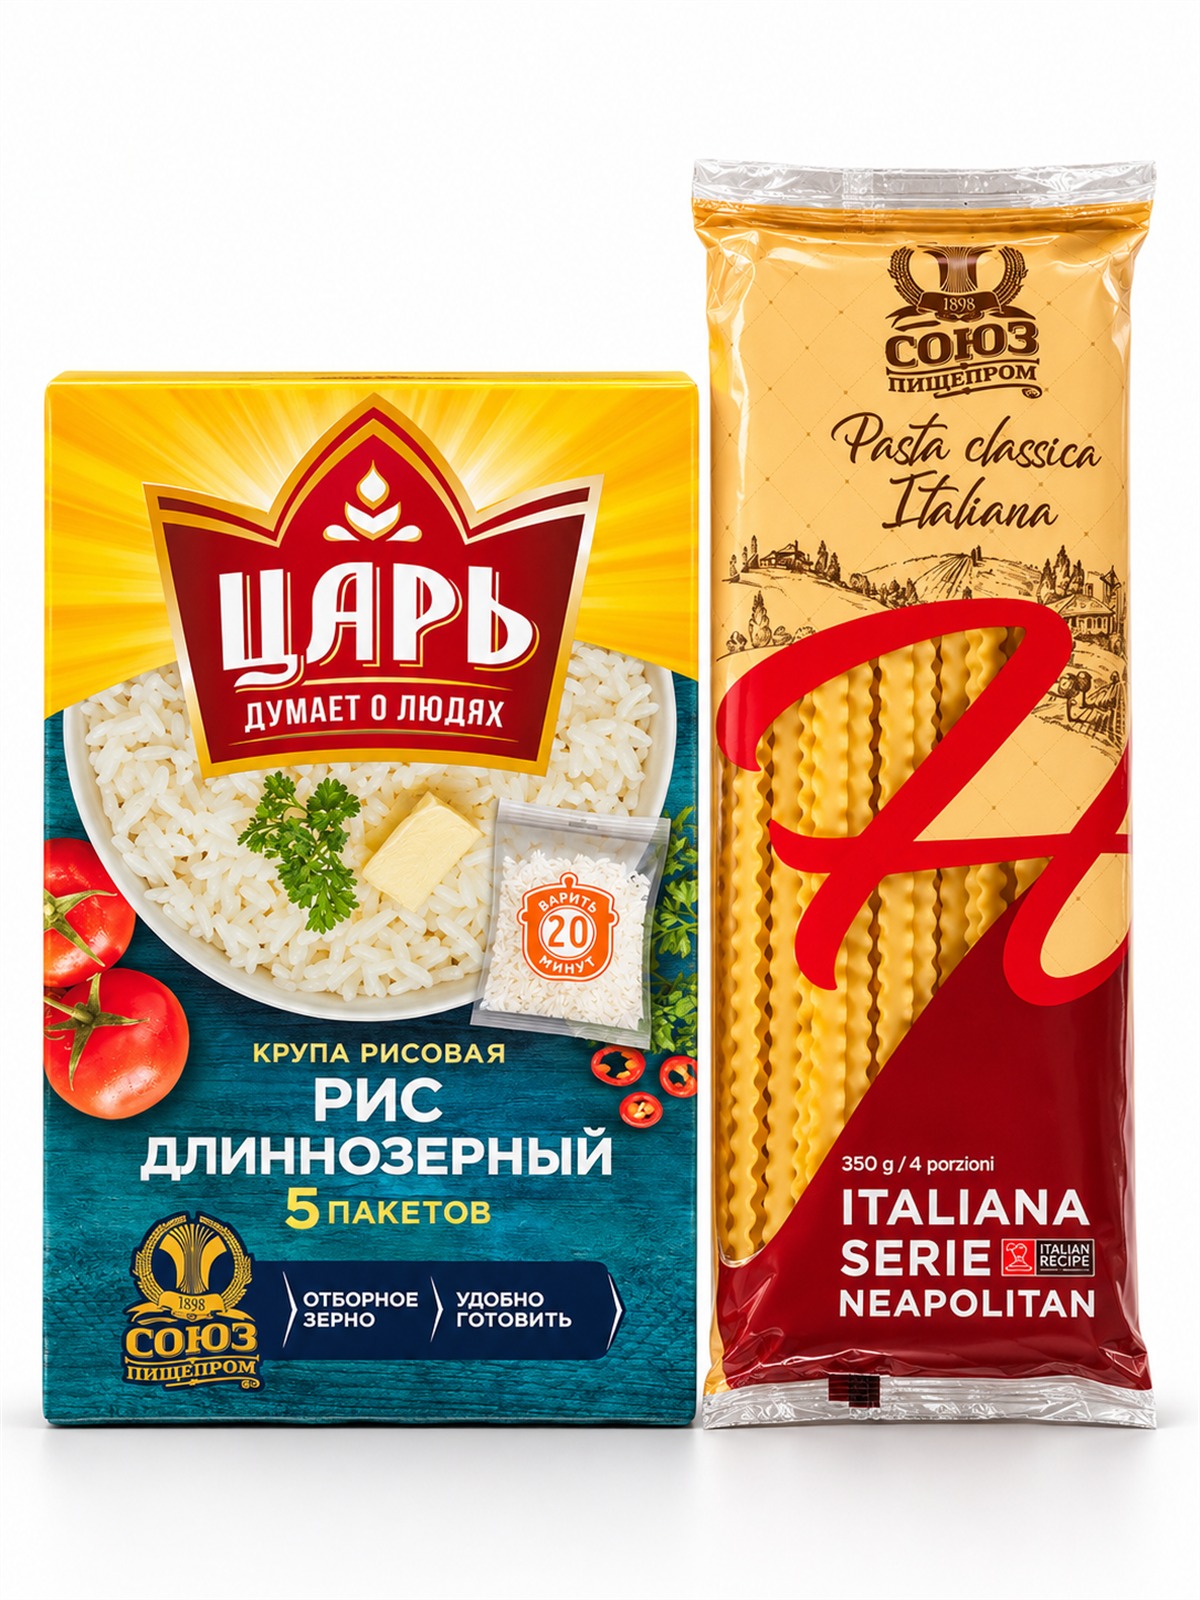 ЦАРЬ
ДУМАЕТ О ЛЮДЯХ
ВАРИТЬ
20
МИНУТ
КРУПА РИСОВАЯ
РИС
ДЛИННОЗЕРНЫЙ
5 ПАКЕТОВ
1898
СОЮЗ
ПИЩЕПРОМ
ОТБОРНОЕ
ЗЕРНО
УДОБНО
ГОТОВИТЬ
1898
СОЮЗ
ПИЩЕПРОМ
Pasta classica
Italiana
350 g / 4 porzioni
ITALIANA
SERIE
ITALIAN
RECIPE
NEAPOLITAN